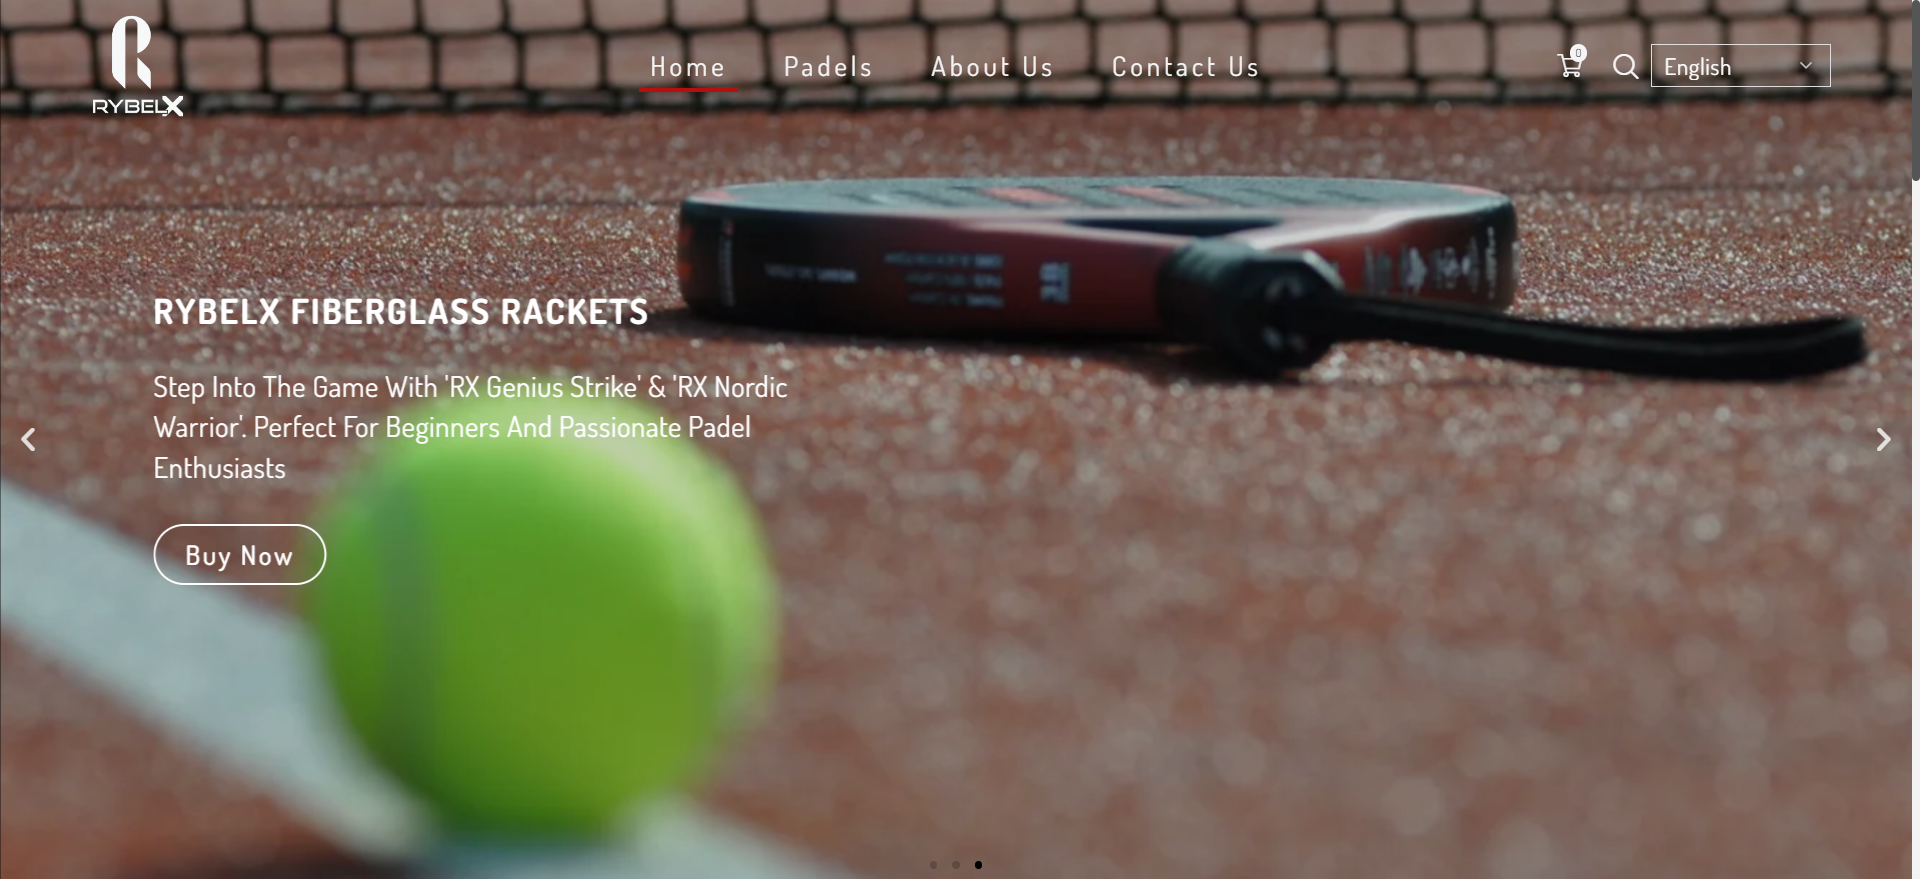 RYBELX
Home
Padels
About Us
Contact Us
0
English
RYBELX FIBERGLASS RACKETS
Step Into The Game With 'RX Genius Strike' & 'RX Nordic
Warrior'. Perfect For Beginners And Passionate Padel
Enthusiasts
Buy Now